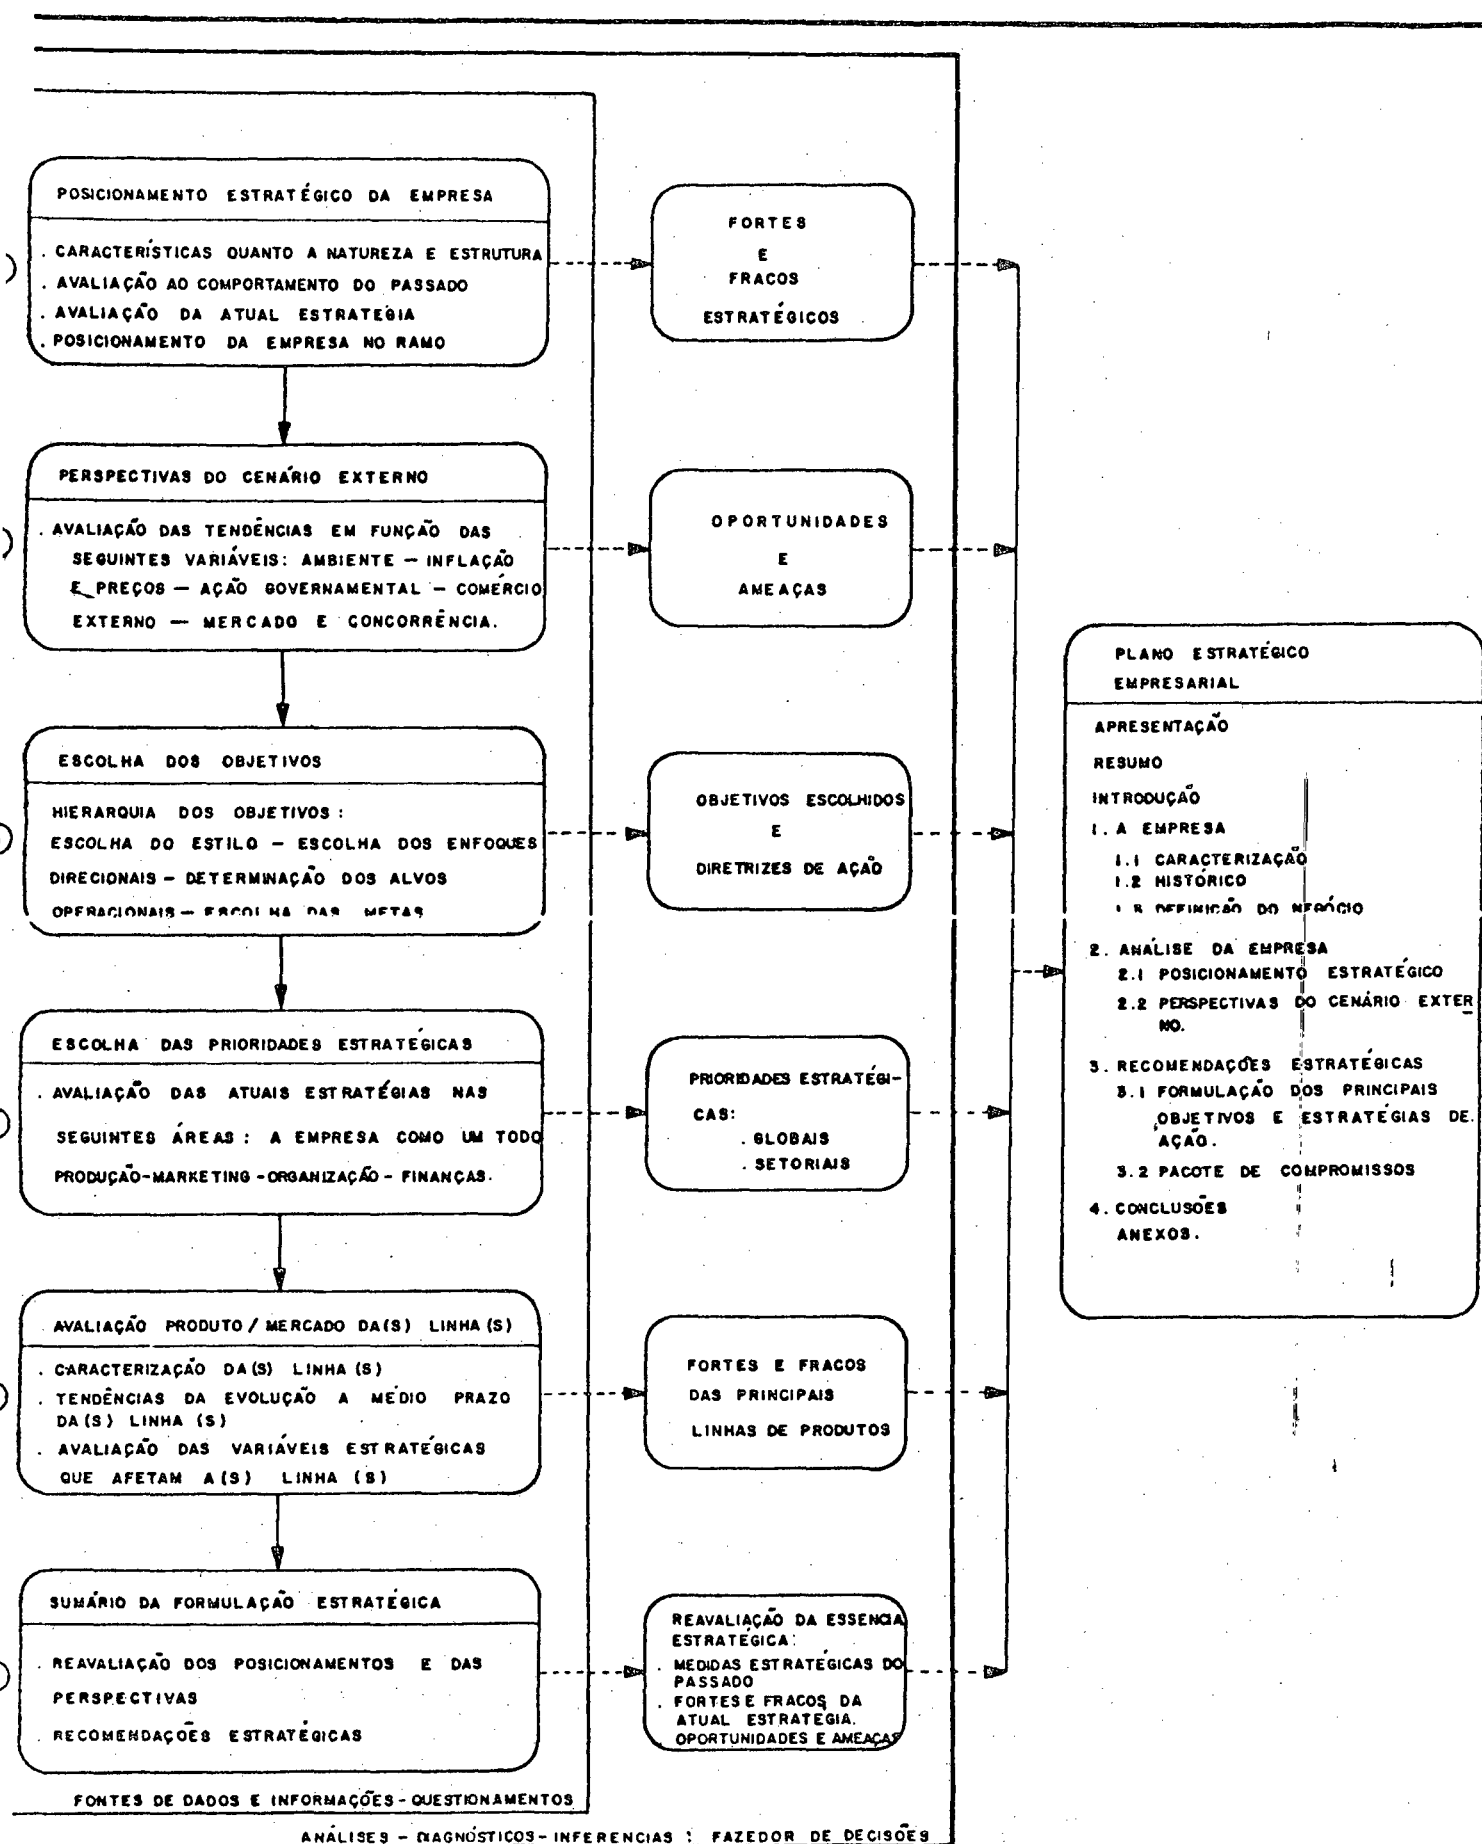 POSICIONAMENTO ESTRATÉGICO DA EMPRESA
. CARACTERÍSTICAS QUANTO A NATUREZA E ESTRUTURA
. AVALIAÇÃO AO COMPORTAMENTO DO PASSADO
. AVALIAÇÃO DA ATUAL ESTRATEGIA
. POSICIONAMENTO DA EMPRESA NO RAMO
FORTES
E
FRACOS
ESTRATÉGICOS
PERSPECTIVAS DO CENÁRIO EXTERNO
. AVALIAÇÃO DAS TENDÊNCIAS EM FUNÇÃO DAS
SEGUINTES VARIÁVEIS: AMBIENTE — INFLAÇÃO
E PREÇOS — AÇÃO GOVERNAMENTAL — COMÉRCIO
EXTERNO — MERCADO E CONCORRÊNCIA.
OPORTUNIDADES
E
AMEAÇAS
ESCOLHA DOS OBJETIVOS
HIERARQUIA DOS OBJETIVOS :
ESCOLHA DO ESTILO — ESCOLHA DOS ENFOQUES
DIRECIONAIS — DETERMINAÇÃO DOS ALVOS
OPERACIONAIS — ESCOLHA DAS METAS
OBJETIVOS ESCOLHIDOS
E
DIRETRIZES DE AÇÃO
ESCOLHA DAS PRIORIDADES ESTRATÉGICAS
. AVALIAÇÃO DAS ATUAIS ESTRATÉGIAS NAS
SEGUINTES ÁREAS : A EMPRESA COMO UM TODO
PRODUÇÃO-MARKETING-ORGANIZAÇÃO-FINANÇAS.
PRIORIDADES ESTRATÉGI-
CAS:
. GLOBAIS
. SETORIAIS
AVALIAÇÃO PRODUTO / MERCADO DA(S) LINHA (S)
. CARACTERIZAÇÃO DA(S) LINHA (S)
. TENDÊNCIAS DA EVOLUÇÃO A MÉDIO PRAZO
DA(S) LINHA (S)
. AVALIAÇÃO DAS VARIÁVEIS ESTRATÉGICAS
QUE AFETAM A(S) LINHA (S)
FORTES E FRACOS
DAS PRINCIPAIS
LINHAS DE PRODUTOS
SUMÁRIO DA FORMULAÇÃO ESTRATÉGICA
. REAVALIAÇÃO DOS POSICIONAMENTOS E DAS
PERSPECTIVAS
. RECOMENDAÇÕES ESTRATÉGICAS
REAVALIAÇÃO DA ESSENCIA
ESTRATÉGICA:
. MEDIDAS ESTRATÉGICAS DO
PASSADO
. FORTES E FRACOS DA
ATUAL ESTRATÉGIA.
OPORTUNIDADES E AMEAÇAS
PLANO ESTRATÉGICO
EMPRESARIAL
APRESENTAÇÃO
RESUMO
INTRODUÇÃO
1. A EMPRESA
1.1 CARACTERIZAÇÃO
1.2 HISTÓRICO
1.3 DEFINIÇÃO DO NEGÓCIO
2. ANÁLISE DA EMPRESA
2.1 POSICIONAMENTO ESTRATÉGICO
2.2 PERSPECTIVAS DO CENÁRIO EXTER
NO.
3. RECOMENDAÇÕES ESTRATÉGICAS
3.1 FORMULAÇÃO DOS PRINCIPAIS
OBJETIVOS E ESTRATÉGIAS DE
AÇÃO.
3.2 PACOTE DE COMPROMISSOS
4. CONCLUSÕES
ANEXOS.
FONTES DE DADOS E INFORMAÇÕES - QUESTIONAMENTOS
ANÁLISES - DIAGNÓSTICOS - INFERENCIAS : FAZEDOR DE DECISÕES